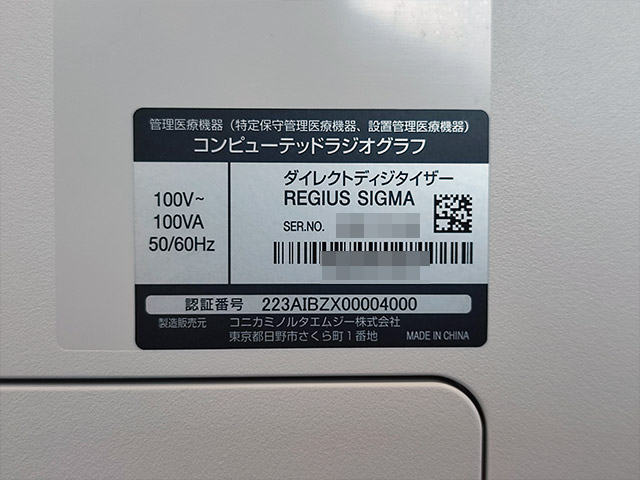 管理医療機器（特定保守管理医療機器、設置管理医療機器）
コンピューテッドラジオグラフ
100V~
100VA
50/60Hz
ダイレクトディジタイザー
REGIUS SIGMA
SER.NO.
認証番号 223AIBZX00004000
製造販売元 コニカミノルタエムジー株式会社
東京都日野市さくら町1番地 MADE IN CHINA